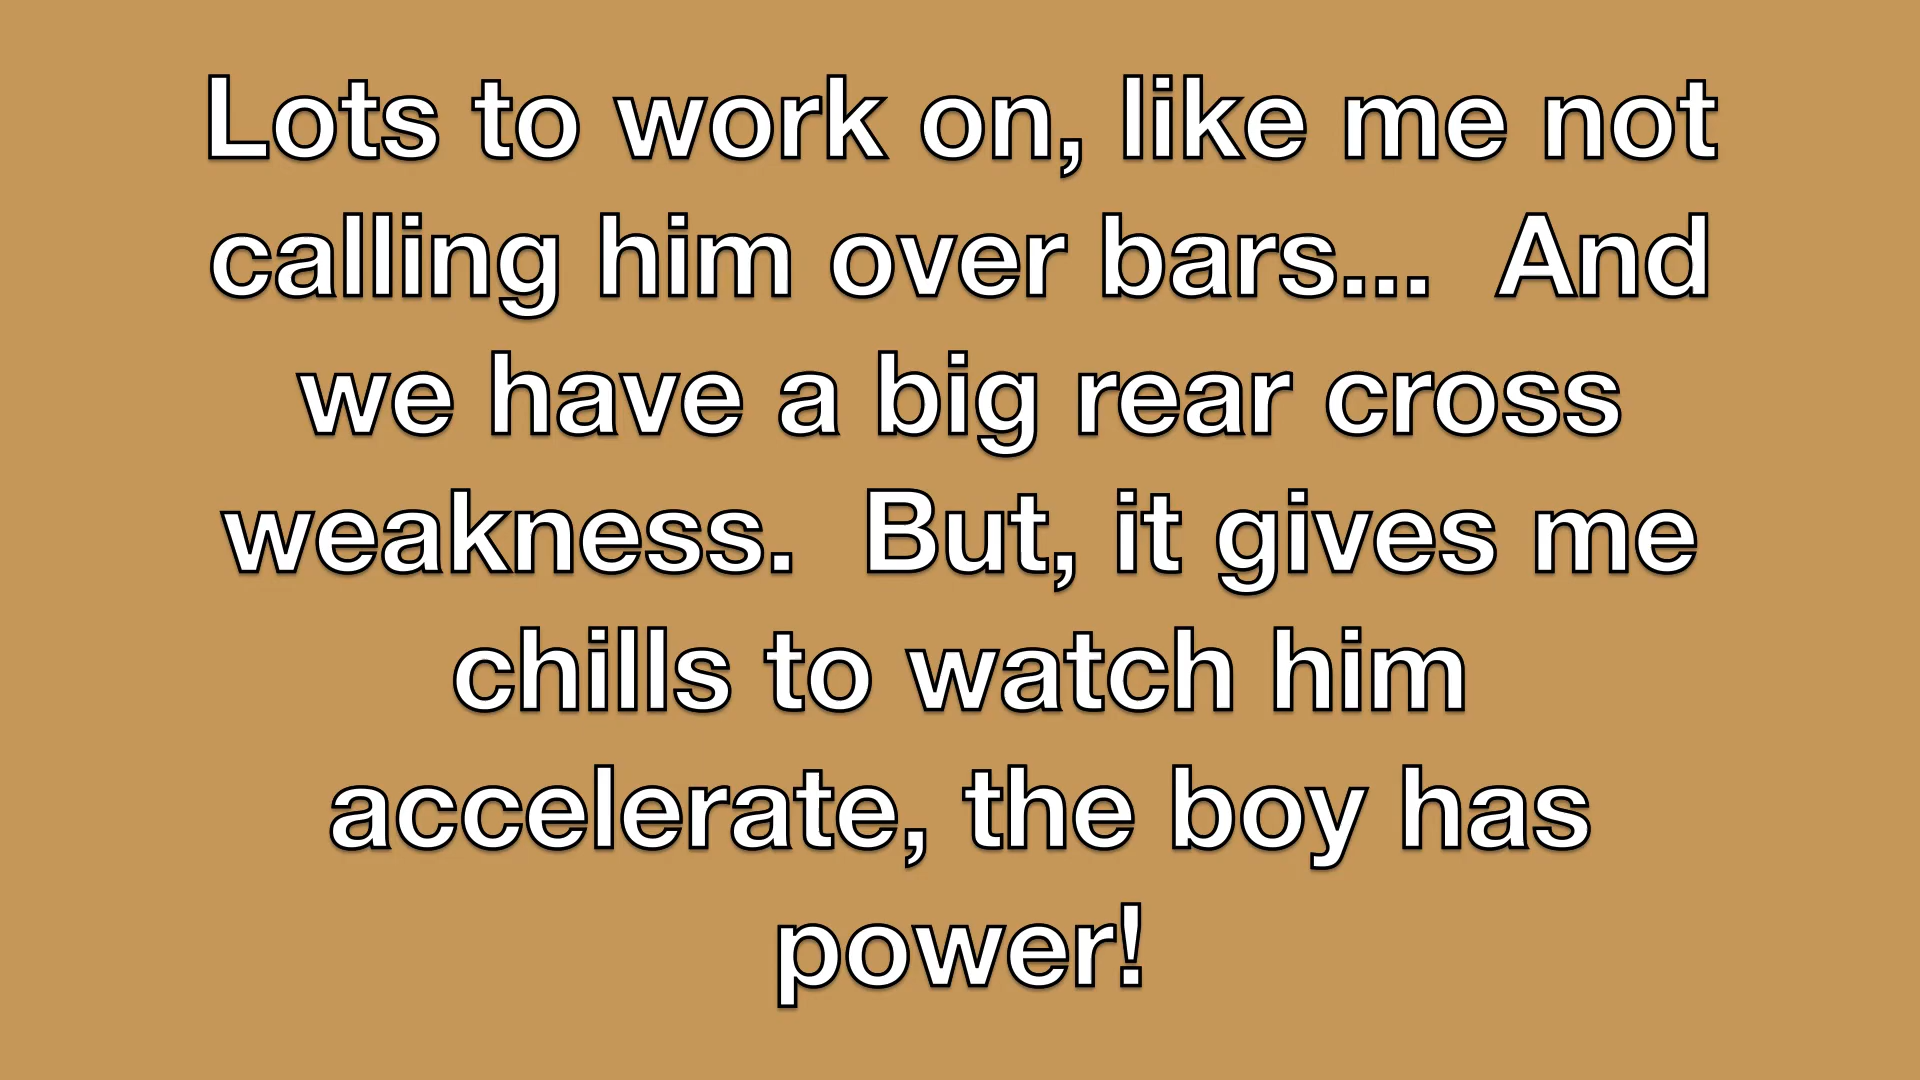 Lots to work on, like me not
calling him over bars...  And
we have a big rear cross
weakness.  But, it gives me
chills to watch him
accelerate, the boy has
power!